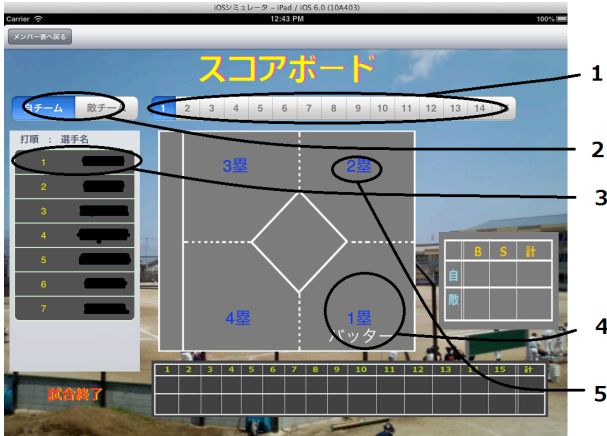 iOSシミュレータ - iPad / iOS 6.0 (10A403)
Carrier 12:43 PM 100%
メンバー表へ戻る
スコアボード
1
自チーム 敵チーム 1 2 3 4 5 6 7 8 9 10 11 12 13 14 15
2
打順 : 選手名
1
2
3
4
5
6
7
3塁 2塁
3
B S 計
自
敵
4塁 1塁
バッター
4
1 2 3 4 5 6 7 8 9 10 11 12 13 14 15 計
5
試合終了